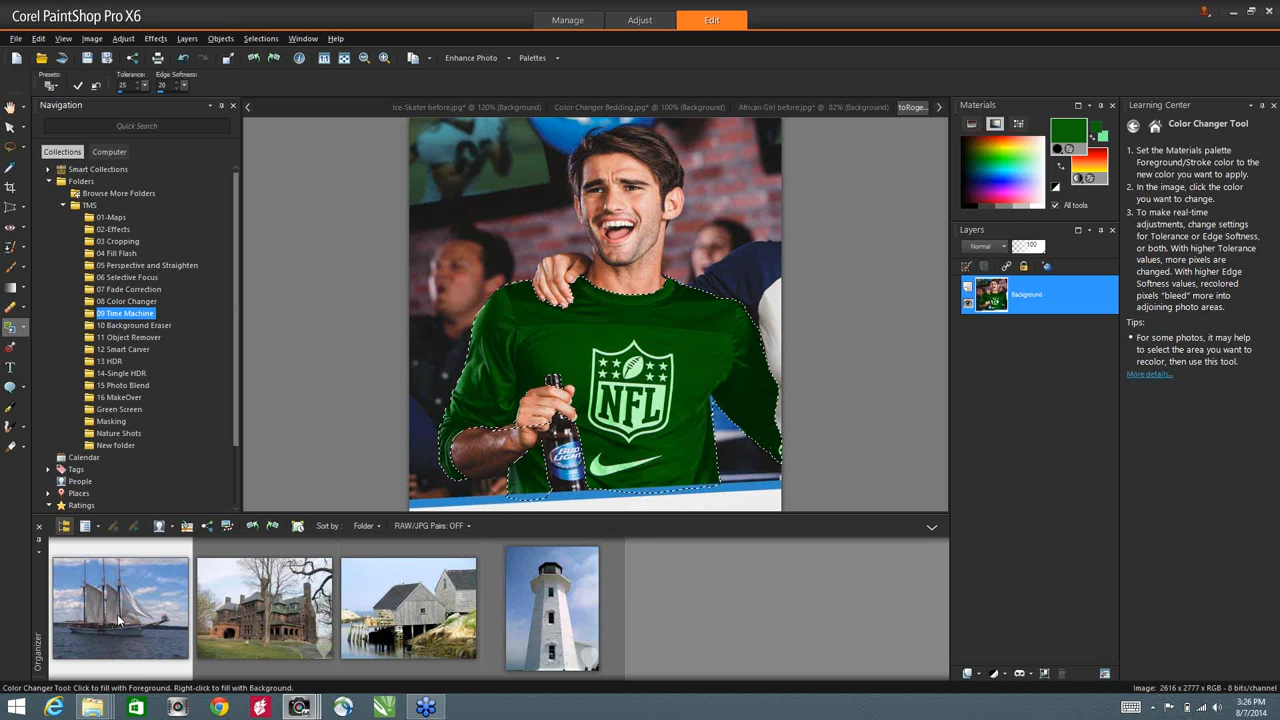 Corel PaintShop Pro X6
Manage
Adjust
Edit
File Edit View Image Adjust Effects Layers Objects Selections Window Help
Enhance Photo
Palettes
Presets:
Tolerance:
25
Edge Softness:
20
Navigation
Quick Search
Collections
Computer
Smart Collections
Folders
Browse More Folders
TMS
01-Maps
02-Effects
03 Cropping
04 Fill Flash
05 Perspective and Straighten
06 Selective Focus
07 Fade Correction
08 Color Changer
09 Time Machine
10 Background Eraser
11 Object Remover
12 Smart Carver
13 HDR
14-Single HDR
15 Photo Blend
16 MakeOver
Green Screen
Masking
Nature Shots
New folder
Calendar
Tags
People
Places
Ratings
Ice-Skater before.jpg* @ 120% (Background)
Color Changer Bedding.jpg* @ 100% (Background)
African Girl before.jpg* @ 82% (Background)
toRoge...
NFL
BUD
LIGHT
Materials
All tools
Layers
Normal
100
Background
Learning Center
Color Changer Tool
1. Set the Materials palette
Foreground/Stroke color to the
new color you want to apply.
2. In the image, click the color
you want to change.
3. To make real-time
adjustments, change settings
for Tolerance or Edge Softness,
or both. With higher Tolerance
values, more pixels are
changed. With higher Edge
Softness values, recolored
pixels "bleed" more into
adjoining photo areas.
Tips:
• For some photos, it may help
to select the area you want to
recolor, then use this tool.
More details...
Organizer
Sort by :
Folder
RAW/JPG Pairs: OFF
Color Changer Tool: Click to fill with Foreground. Right-click to fill with Background.
Image: 2616 x 2777 x RGB - 8 bits/channel
3:26 PM
8/7/2014